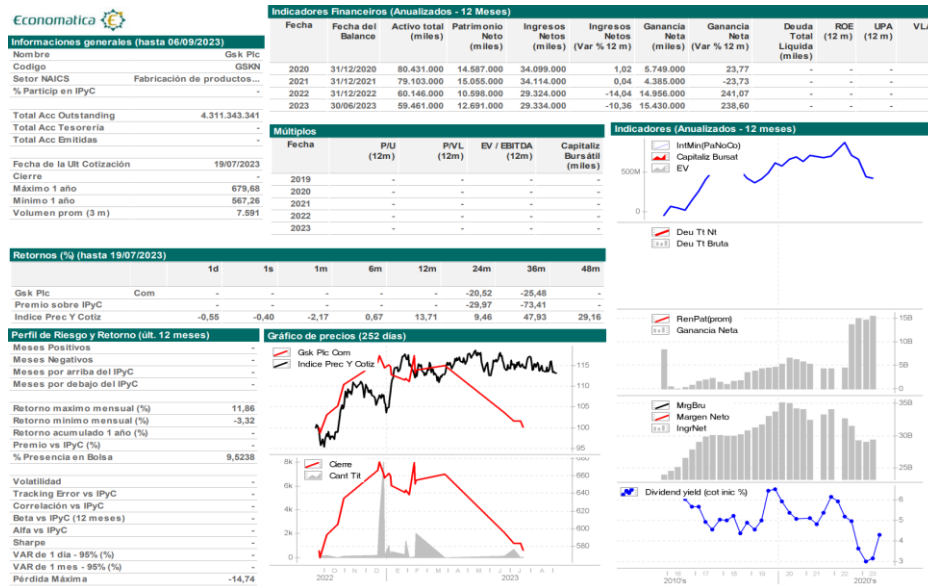 Economatica
Informaciones generales (hasta 06/09/2023)
Nombre Gsk Plc
Codigo GSKN
Setor NAICS Fabricación de productos...
% Particip en IPyC -
Total Acc Outstanding 4.311.343.341
Total Acc Tesorería -
Total Acc Emitidas -
Fecha de la Ult Cotización 19/07/2023
Cierre -
Máximo 1 año 679,68
Mínimo 1 año 567,26
Volumen prom (3 m) 7.591
Indicadores Financeiros (Anualizados - 12 Meses)
Fecha Fecha del Balance Activo total (miles) Patrimonio Neto (miles) Ingresos Netos (miles) Ingresos Netos (Var % 12 m) Ganancia Neta (miles) Ganancia Neta (Var % 12 m) Deuda Total Líquida (miles) ROE (12 m) UPA (12 m) VLA
2020 31/12/2020 80.431.000 14.587.000 34.099.000 1,02 5.749.000 23,77 - - -
2021 31/12/2021 79.103.000 15.055.000 34.114.000 0,04 4.385.000 -23,73 - - -
2022 31/12/2022 60.146.000 10.598.000 29.324.000 -14,04 14.956.000 241,07 - - -
2023 30/06/2023 59.461.000 12.691.000 29.334.000 -10,36 15.430.000 238,60 - - -
Múltiplos
Fecha P/U (12m) P/VL (12m) EV / EBITDA (12m) Capitaliz Bursátil (miles)
2019 - - - -
2020 - - - -
2021 - - - -
2022 - - - -
2023 - - - -
Indicadores (Anualizados - 12 meses)
IntMin(PaNoCo)
Capitaliz Bursat
EV
500M
0
Deu Tt Nt
Deu Tt Bruta
RenPat(prom)
Ganancia Neta
15B
10B
5B
0
MrgBru
Margen Neto
IngrNet
35B
30B
25B
Dividend yield (cot inic %)
6
5
4
3
16 17 18 19 20 21 22 23
2010's 2020's
Retornos (%) (hasta 19/07/2023)
1d 1s 1m 6m 12m 24m 36m 48m
Gsk Plc Com - - - - - -20,52 -25,48 -
Premio sobre IPyC - - - - - -29,97 -73,41 -
Indice Prec Y Cotiz -0,55 -0,40 -2,17 0,67 13,71 9,46 47,93 29,16
Perfil de Riesgo y Retorno (últ. 12 meses)
Meses Positivos -
Meses Negativos -
Meses por arriba del IPyC -
Meses por debajo del IPyC -
Retorno maximo mensual (%) 11,86
Retorno minimo mensual (%) -3,32
Retorno acumulado 1 año (%) -
Premio vs IPyC (%) -
% Presencia en Bolsa 9,5238
Volatilidad -
Tracking Error vs IPyC -
Correlación vs IPyC -
Beta vs IPyC (12 meses) -
Alfa vs IPyC -
Sharpe -
VAR de 1 dia - 95% (%) -
VAR de 1 mes - 95% (%) -
Pérdida Máxima -14,74
Gráfico de precios (252 días)
Gsk Plc Com
Indice Prec Y Cotiz
115
110
105
100
95
Cierre
Cant Tit
8k
6k
4k
2k
0
680
660
640
620
600
580
O N D E F M A M J J A
2022 2023